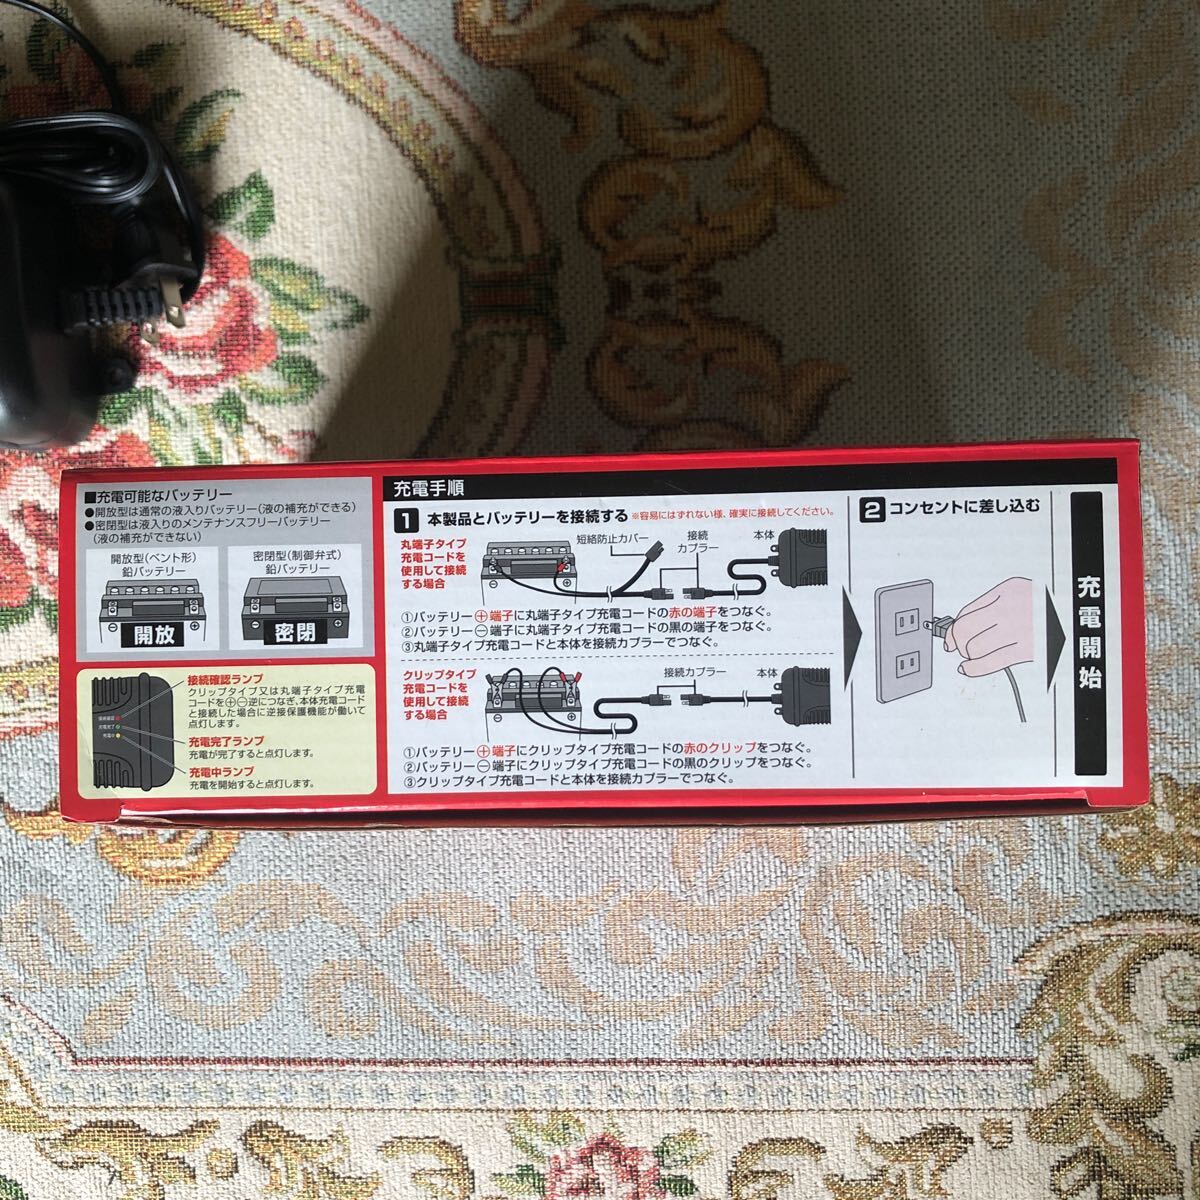 ■充電可能なバッテリー
●開放型は通常の液入りバッテリー(液の補充ができる)
●密閉型は液入りのメンテナンスフリーバッテリー
(液の補充ができない)
開放型(ベント形)
鉛バッテリー
開放
密閉型(制御弁式)
鉛バッテリー
密閉
接続確認
充電完了
充電中
接続確認ランプ
クリップタイプ又は丸端子タイプ充電
コードを⊕⊖逆につなぎ、本体充電コード
と接続した場合に逆接保護機能が働いて
点灯します。
充電完了ランプ
充電が完了すると点灯します。
充電中ランプ
充電を開始すると点灯します。
充電手順
1 本製品とバッテリーを接続する ※容易にはずれない様、確実に接続してください。
丸端子タイプ
充電コードを
使用して接続
する場合
短絡防止カバー
接続
カプラー
本体
①バッテリー⊕端子に丸端子タイプ充電コードの赤の端子をつなぐ。
②バッテリー⊖端子に丸端子タイプ充電コードの黒の端子をつなぐ。
③丸端子タイプ充電コードと本体を接続カプラーでつなぐ。
クリップタイプ
充電コードを
使用して接続
する場合
接続カプラー
本体
①バッテリー⊕端子にクリップタイプ充電コードの赤のクリップをつなぐ。
②バッテリー⊖端子にクリップタイプ充電コードの黒のクリップをつなぐ。
③クリップタイプ充電コードと本体を接続カプラーでつなぐ。
2 コンセントに差し込む
充電開始